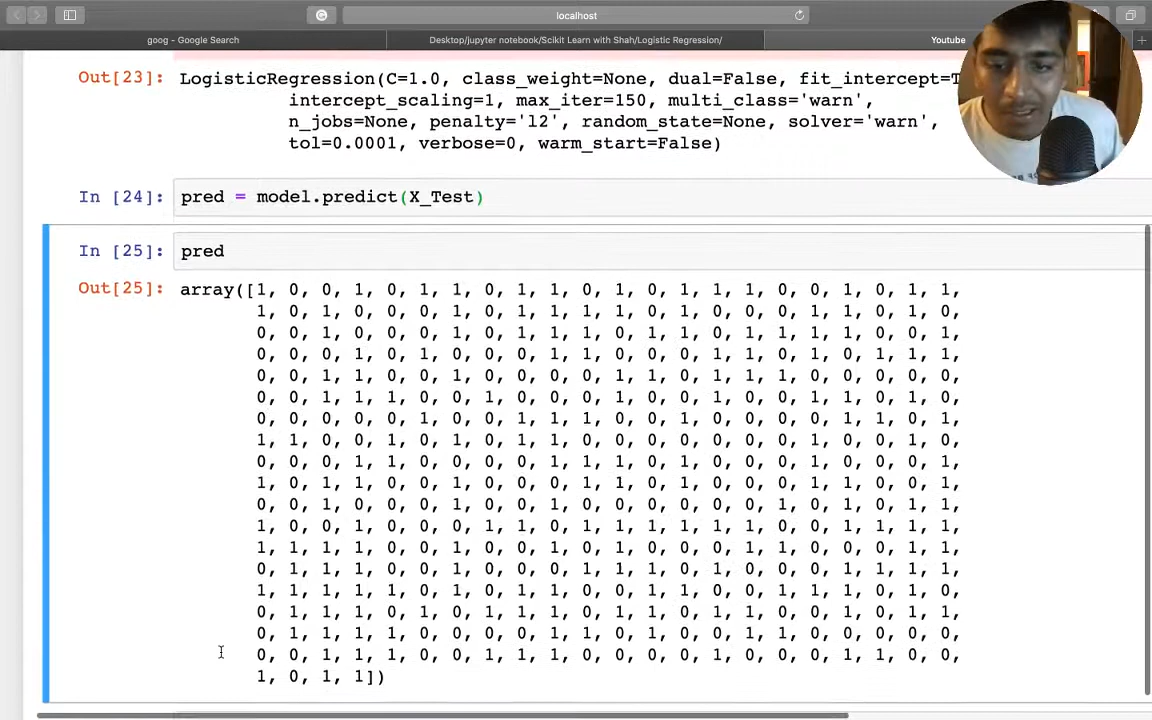 localhost
goog - Google Search
Desktop/jupyter notebook/Scikit Learn with Shah/Logistic Regression/
Youtube
Out[23]: LogisticRegression(C=1.0, class_weight=None, dual=False, fit_intercept=T
intercept_scaling=1, max_iter=150, multi_class='warn',
n_jobs=None, penalty='l2', random_state=None, solver='warn',
tol=0.0001, verbose=0, warm_start=False)
In [24]: pred = model.predict(X_Test)
In [25]: pred
Out[25]: array([1, 0, 0, 1, 0, 1, 1, 0, 1, 1, 0, 1, 0, 1, 1, 1, 0, 0, 1, 0, 1, 1,
1, 0, 1, 0, 0, 0, 1, 0, 1, 1, 1, 1, 0, 1, 0, 0, 0, 1, 1, 0, 1, 0,
0, 0, 1, 0, 0, 0, 1, 0, 1, 1, 1, 0, 1, 1, 0, 1, 1, 1, 1, 0, 0, 1,
0, 0, 0, 1, 0, 1, 0, 0, 0, 1, 1, 0, 0, 0, 1, 1, 0, 1, 0, 1, 1, 1,
0, 0, 1, 1, 0, 0, 1, 0, 0, 0, 0, 1, 1, 0, 1, 1, 1, 0, 0, 0, 0, 0,
0, 0, 1, 1, 1, 0, 0, 1, 0, 0, 0, 1, 0, 0, 1, 0, 0, 1, 1, 0, 1, 0,
0, 0, 0, 0, 0, 1, 0, 0, 1, 1, 1, 0, 0, 1, 0, 0, 0, 0, 1, 1, 0, 1,
1, 1, 0, 0, 1, 0, 1, 0, 1, 1, 0, 0, 0, 0, 0, 0, 0, 1, 0, 0, 1, 0,
0, 0, 0, 1, 1, 0, 0, 0, 0, 1, 1, 1, 0, 1, 0, 0, 0, 1, 0, 0, 0, 1,
1, 0, 1, 1, 0, 0, 1, 0, 0, 0, 1, 1, 0, 1, 0, 0, 0, 1, 1, 0, 0, 1,
0, 0, 1, 0, 0, 0, 1, 0, 0, 1, 0, 0, 0, 0, 0, 0, 1, 0, 1, 0, 1, 1,
1, 0, 0, 1, 0, 0, 0, 1, 1, 0, 1, 1, 1, 1, 1, 1, 0, 0, 1, 1, 1, 1,
1, 1, 1, 1, 0, 0, 1, 0, 0, 1, 0, 1, 0, 0, 0, 1, 1, 0, 0, 0, 1, 1,
0, 1, 1, 1, 0, 0, 1, 0, 0, 0, 1, 1, 1, 0, 1, 0, 0, 0, 1, 1, 1, 1,
1, 1, 1, 1, 1, 0, 1, 0, 1, 1, 0, 0, 1, 1, 0, 0, 1, 1, 1, 0, 1, 0,
0, 1, 1, 1, 0, 1, 0, 1, 1, 1, 0, 1, 1, 0, 1, 1, 0, 0, 1, 0, 1, 1,
0, 1, 1, 1, 1, 0, 0, 0, 0, 1, 1, 0, 1, 0, 0, 1, 1, 0, 0, 0, 0, 0,
0, 0, 1, 1, 1, 0, 0, 1, 1, 1, 0, 0, 0, 0, 1, 0, 0, 0, 1, 1, 0, 0,
1, 0, 1, 1])